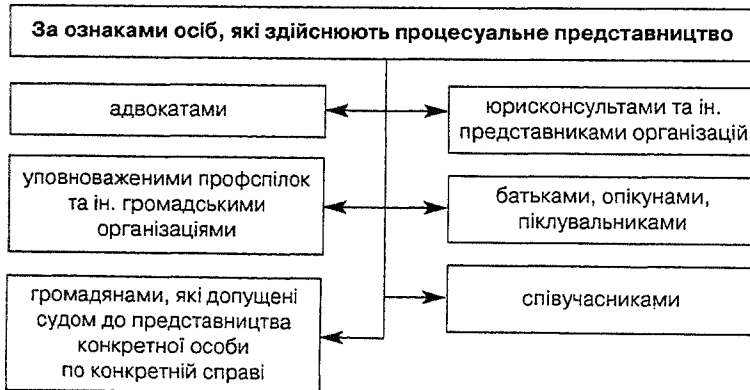 За ознаками осіб, які здійснюють процесуальне представництво
адвокатами
юрисконсультами та ін.
представниками організацій
уповноваженими профспілок
та ін. громадськими
організаціями
батьками, опікунами,
піклувальниками
громадянами, які допущені
судом до представництва
конкретної особи
по конкретній справі
співучасниками